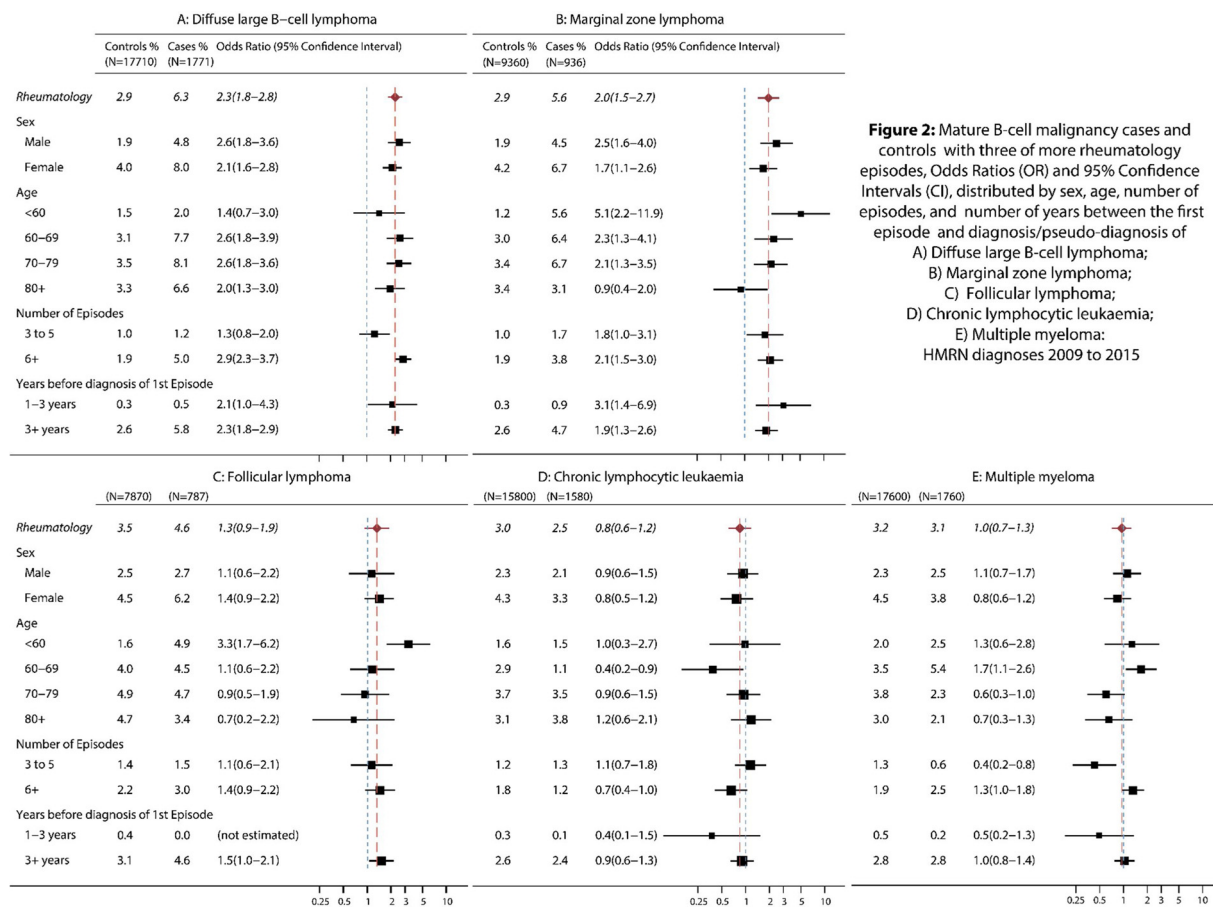 A: Diffuse large B−cell lymphoma
Controls % Cases % Odds Ratio (95% Confidence Interval)
(N=17710) (N=1771)
Rheumatology 2.9 6.3 2.3(1.8−2.8)
Sex
Male 1.9 4.8 2.6(1.8−3.6)
Female 4.0 8.0 2.1(1.6−2.8)
Age
<60 1.5 2.0 1.4(0.7−3.0)
60−69 3.1 7.7 2.6(1.8−3.9)
70−79 3.5 8.1 2.6(1.8−3.6)
80+ 3.3 6.6 2.0(1.3−3.0)
Number of Episodes
3 to 5 1.0 1.2 1.3(0.8−2.0)
6+ 1.9 5.0 2.9(2.3−3.7)
Years before diagnosis of 1st Episode
1−3 years 0.3 0.5 2.1(1.0−4.3)
3+ years 2.6 5.8 2.3(1.8−2.9)
B: Marginal zone lymphoma
Controls % Cases % Odds Ratio (95% Confidence Interval)
(N=9360) (N=936)
2.9 5.6 2.0(1.5−2.7)
1.9 4.5 2.5(1.6−4.0)
4.2 6.7 1.7(1.1−2.6)
1.2 5.6 5.1(2.2−11.9)
3.0 6.4 2.3(1.3−4.1)
3.4 6.7 2.1(1.3−3.5)
3.4 3.1 0.9(0.4−2.0)
1.0 1.7 1.8(1.0−3.1)
1.9 3.8 2.1(1.5−3.0)
0.3 0.9 3.1(1.4−6.9)
2.6 4.7 1.9(1.3−2.6)
Figure 2: Mature B-cell malignancy cases and
controls with three of more rheumatology
episodes, Odds Ratios (OR) and 95% Confidence
Intervals (CI), distributed by sex, age, number of
episodes, and number of years between the first
episode and diagnosis/pseudo-diagnosis of
A) Diffuse large B-cell lymphoma;
B) Marginal zone lymphoma;
C) Follicular lymphoma;
D) Chronic lymphocytic leukaemia;
E) Multiple myeloma:
HMRN diagnoses 2009 to 2015
C: Follicular lymphoma
(N=7870) (N=787)
Rheumatology 3.5 4.6 1.3(0.9−1.9)
Sex
Male 2.5 2.7 1.1(0.6−2.2)
Female 4.5 6.2 1.4(0.9−2.2)
Age
<60 1.6 4.9 3.3(1.7−6.2)
60−69 4.0 4.5 1.1(0.6−2.2)
70−79 4.9 4.7 0.9(0.5−1.9)
80+ 4.7 3.4 0.7(0.2−2.2)
Number of Episodes
3 to 5 1.4 1.5 1.1(0.6−2.1)
6+ 2.2 3.0 1.4(0.9−2.2)
Years before diagnosis of 1st Episode
1−3 years 0.4 0.0 (not estimated)
3+ years 3.1 4.6 1.5(1.0−2.1)
0.25 0.5 1 2 3 5 10
D: Chronic lymphocytic leukaemia
(N=15800) (N=1580)
3.0 2.5 0.8(0.6−1.2)
2.3 2.1 0.9(0.6−1.5)
4.3 3.3 0.8(0.5−1.2)
1.6 1.5 1.0(0.3−2.7)
2.9 1.1 0.4(0.2−0.9)
3.7 3.5 0.9(0.6−1.5)
3.1 3.8 1.2(0.6−2.1)
1.2 1.3 1.1(0.7−1.8)
1.8 1.2 0.7(0.4−1.0)
0.3 0.1 0.4(0.1−1.5)
2.6 2.4 0.9(0.6−1.3)
0.25 0.5 1 2 3 5 10
E: Multiple myeloma
(N=17600) (N=1760)
3.2 3.1 1.0(0.7−1.3)
2.3 2.5 1.1(0.7−1.7)
4.5 3.8 0.8(0.6−1.2)
2.0 2.5 1.3(0.6−2.8)
3.5 5.4 1.7(1.1−2.6)
3.8 2.3 0.6(0.3−1.0)
3.0 2.1 0.7(0.3−1.3)
1.3 0.6 0.4(0.2−0.8)
1.9 2.5 1.3(1.0−1.8)
0.5 0.2 0.5(0.2−1.3)
2.8 2.8 1.0(0.8−1.4)
0.25 0.5 1 2 3 5 10